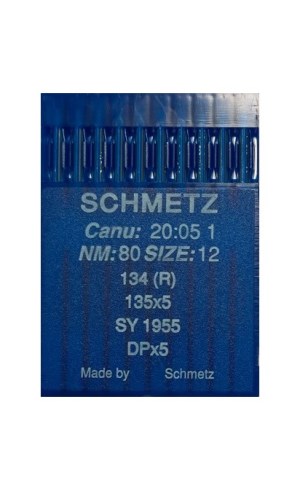 SCHMETZ
Canu: 20:05 1
NM:80 SIZE:12
134 (R)
135x5
SY 1955
DPx5
Made by Schmetz